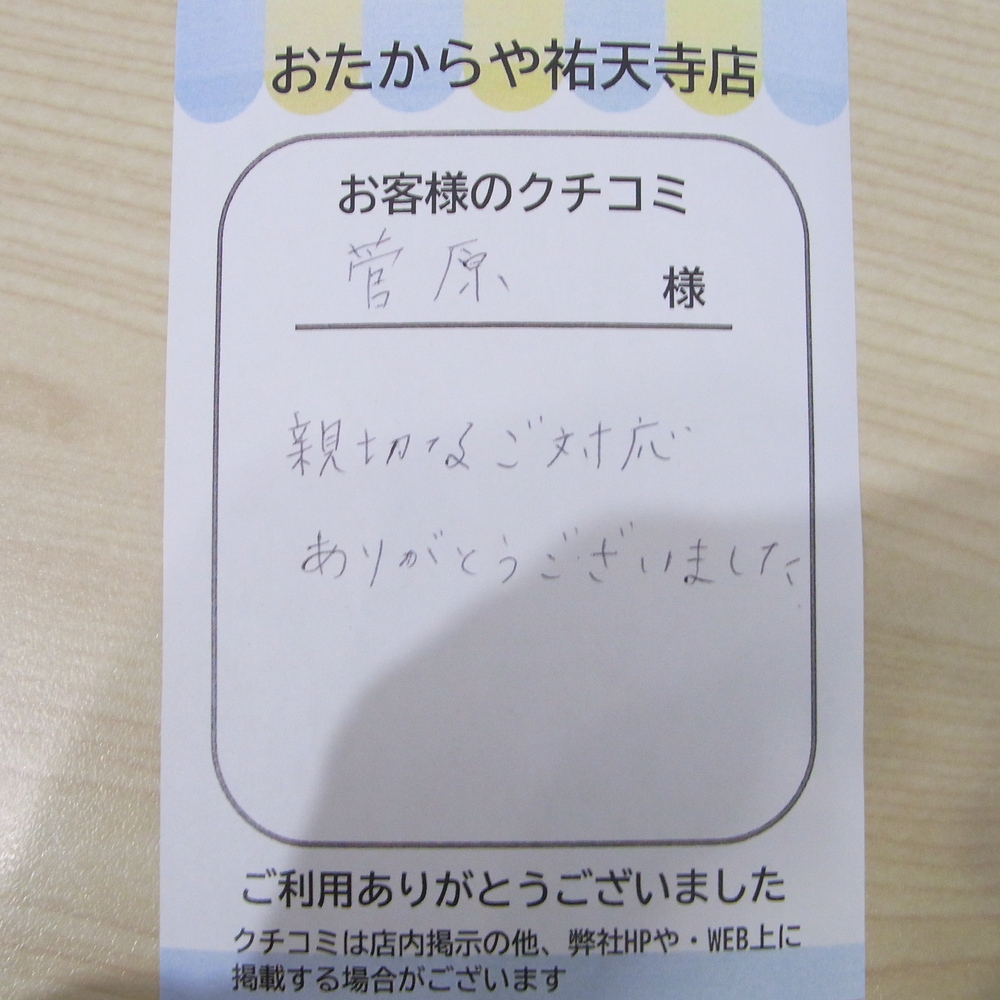 おたからや祐天寺店
お客様のクチコミ
菅原 様
親切なご対応
ありがとうございました
ご利用ありがとうございました
クチコミは店内掲示の他、弊社HPや・WEB上に
掲載する場合がございます